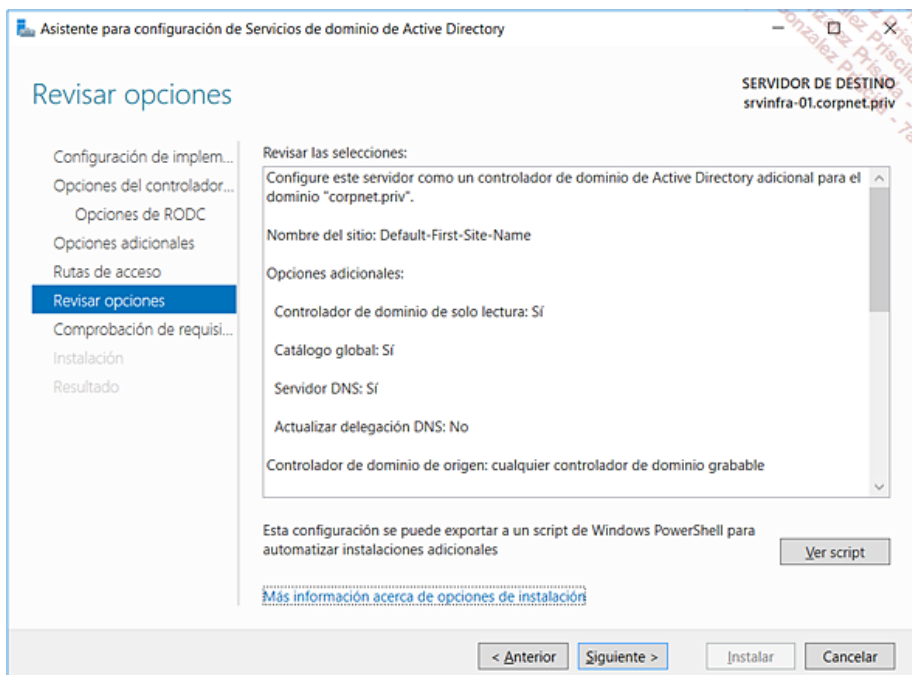 Asistente para configuración de Servicios de dominio de Active Directory
Revisar opciones
SERVIDOR DE DESTINO
srvinfra-01.corpnet.priv
Configuración de implem...
Opciones del controlador...
Opciones de RODC
Opciones adicionales
Rutas de acceso
Revisar opciones
Comprobación de requisi...
Instalación
Resultado
Revisar las selecciones:
Configure este servidor como un controlador de dominio de Active Directory adicional para el
dominio "corpnet.priv".
Nombre del sitio: Default-First-Site-Name
Opciones adicionales:
Controlador de dominio de solo lectura: Sí
Catálogo global: Sí
Servidor DNS: Sí
Actualizar delegación DNS: No
Controlador de dominio de origen: cualquier controlador de dominio grabable
Esta configuración se puede exportar a un script de Windows PowerShell para
automatizar instalaciones adicionales
Ver script
Más información acerca de opciones de instalación
< Anterior
Siguiente >
Instalar
Cancelar